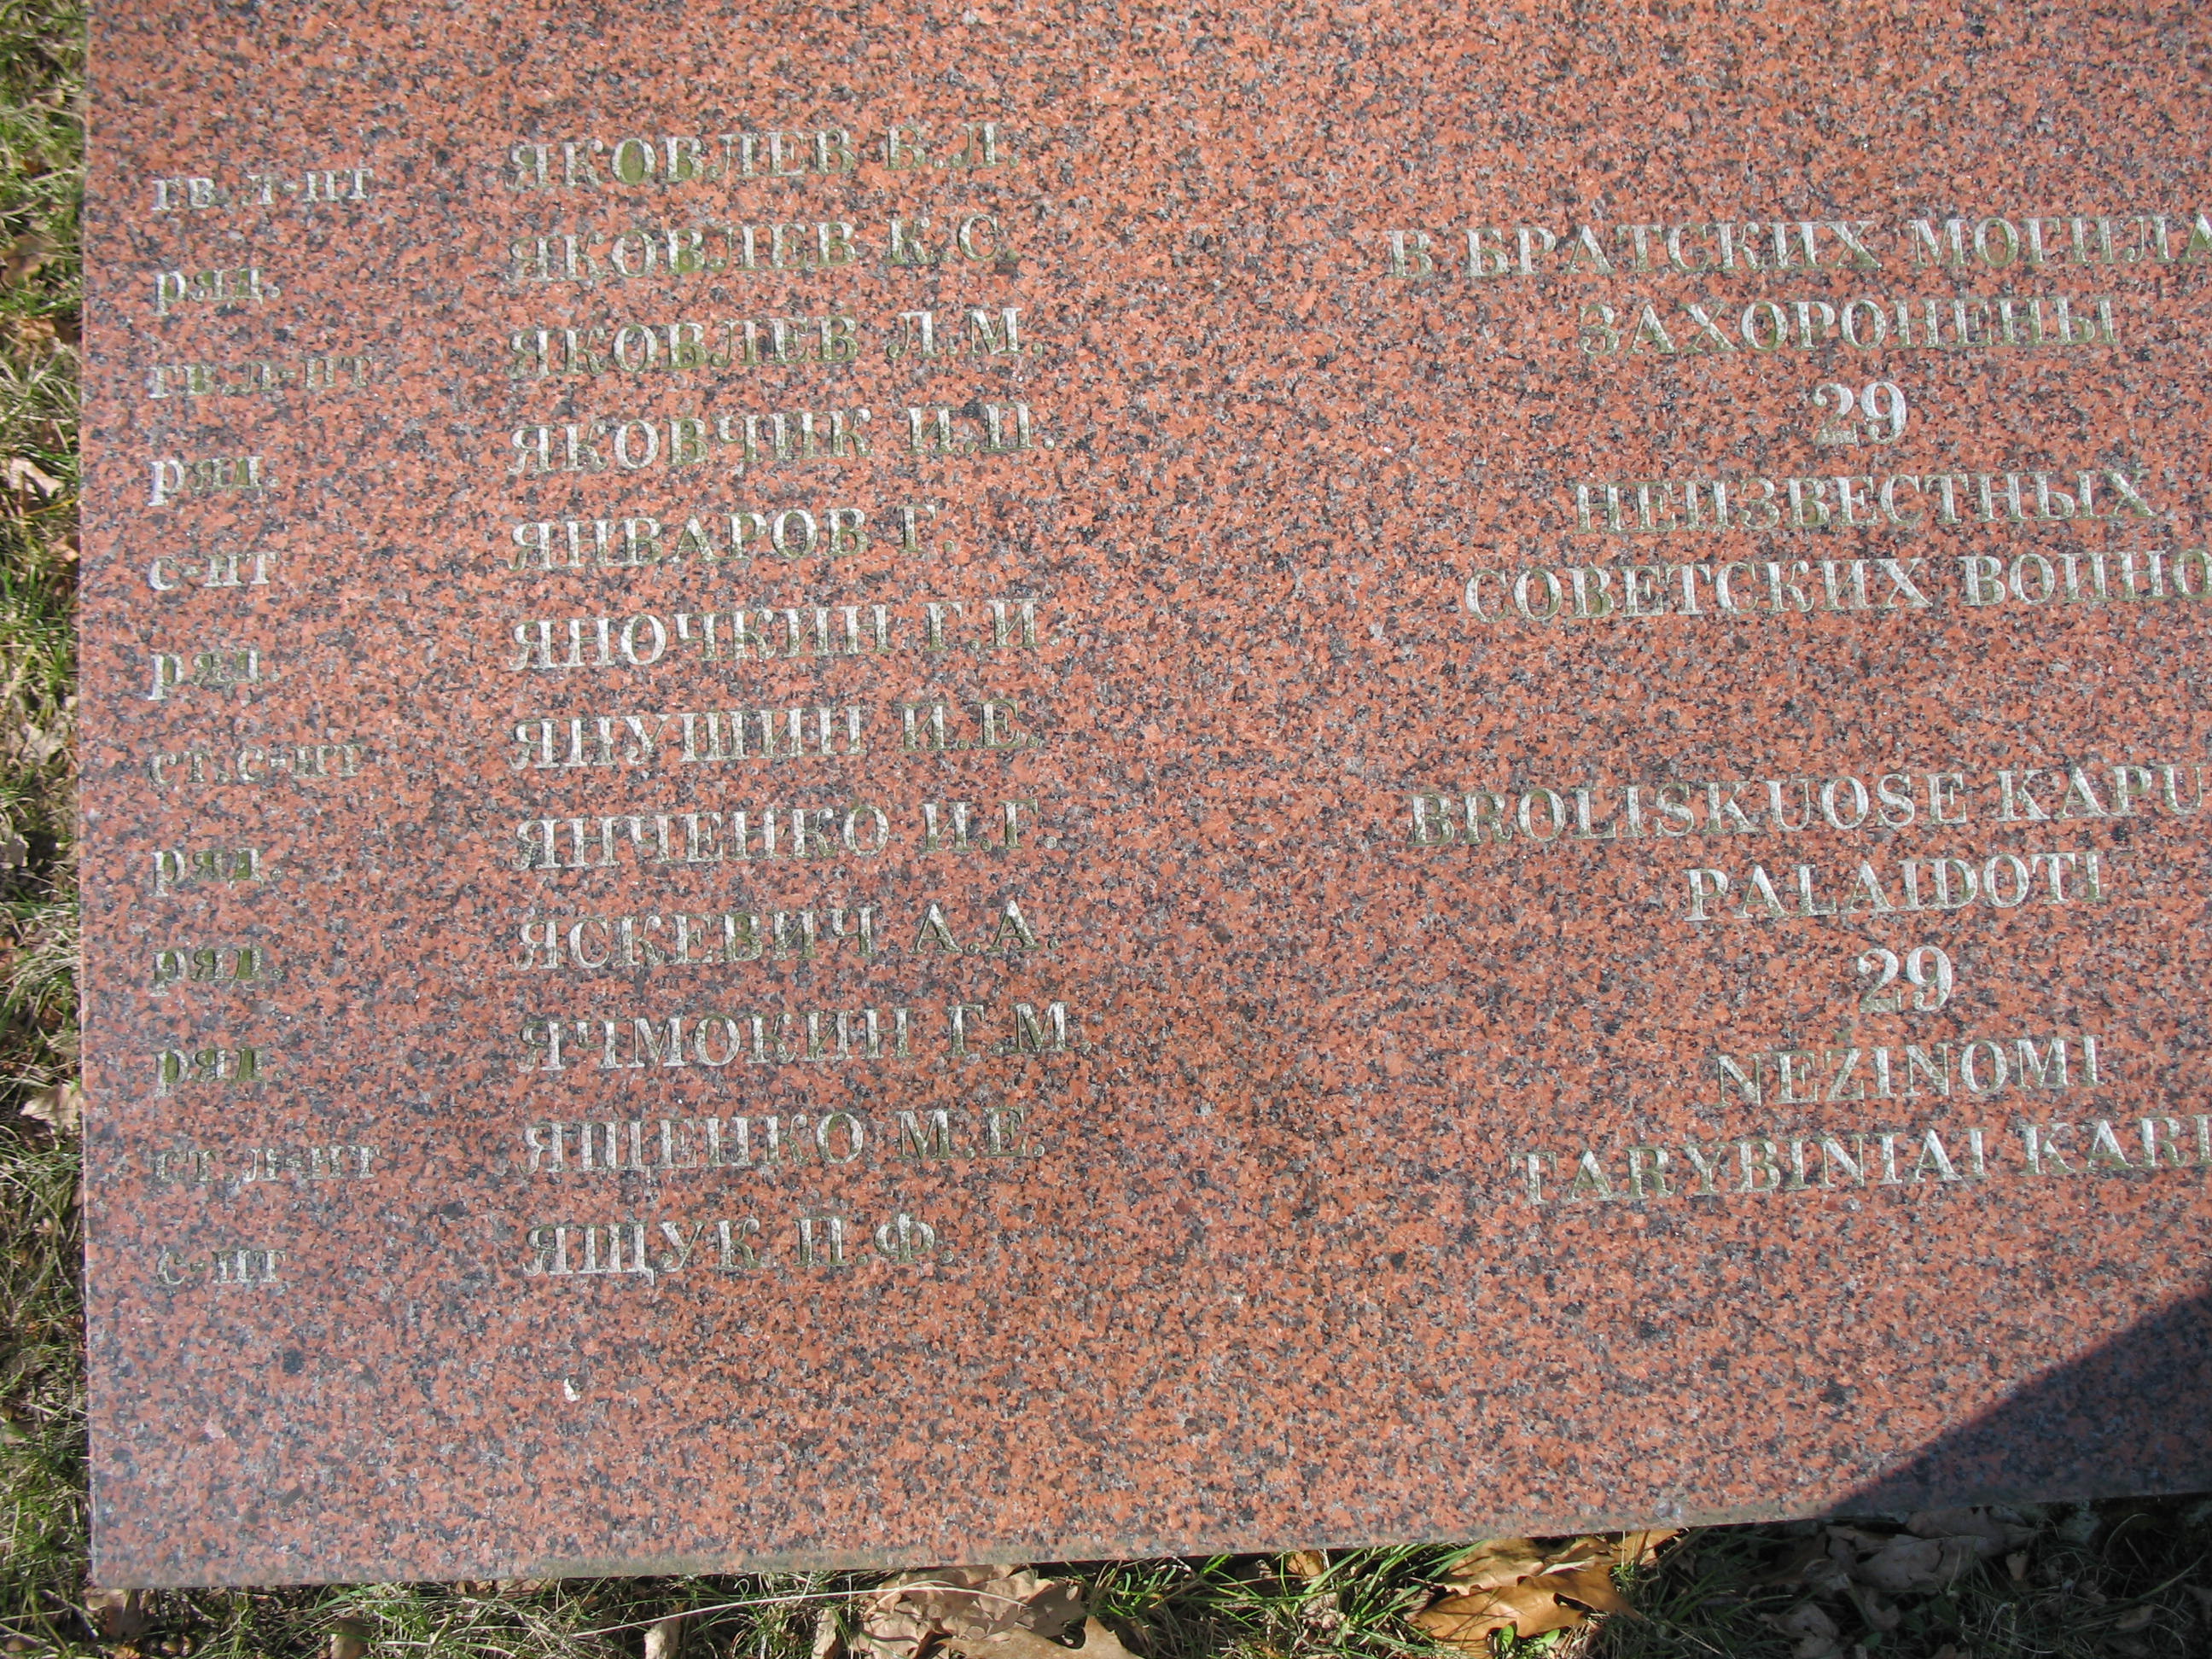 гв. л-нт ЯКОВЛЕВ Б.Л.
ряд. ЯКОВЛЕВ К.С.
гв.л-нт ЯКОВЛЕВ Л.М.
ряд. ЯКОВЧИК И.П.
с-нт ЯНВАРОВ Г.
ряд. ЯНОЧКИН Г.И.
ст.с-нт ЯНУШИН И.Е.
ряд. ЯНЧЕНКО И.Г.
ряд. ЯСКЕВИЧ А.А.
ряд. ЯЧМОКИН Г.М.
ст.л-нт ЯЩЕНКО М.Е.
с-нт ЯЩУК П.Ф.
В БРАТСКИХ МОГИЛА
ЗАХОРОНЕНЫ
29
НЕИЗВЕСТНЫХ
СОВЕТСКИХ ВОИНО
BROLIŠKUOSE KAPU
PALAIDOTI
29
NEŽINOMI
TARYBINIAI KARI